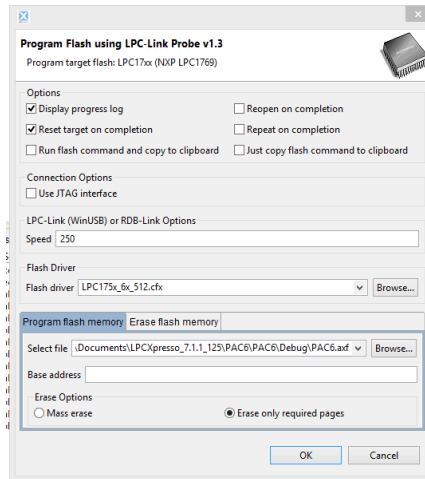 Program Flash using LPC-Link Probe v1.3
Program target flash: LPC17xx (NXP LPC1769)
Options
Display progress log Reopen on completion
Reset target on completion Repeat on completion
Run flash command and copy to clipboard Just copy flash command to clipboard
Connection Options
Use JTAG interface
LPC-Link (WinUSB) or RDB-Link Options
Speed 250
Flash Driver
Flash driver LPC175x_6x_512.cfx Browse...
Program flash memory Erase flash memory
Select file .Documents\LPCXpresso_7.1.1_125\PAC6\PAC6\Debug\PAC6.axf Browse...
Base address
Erase Options
Mass erase Erase only required pages
OK Cancel